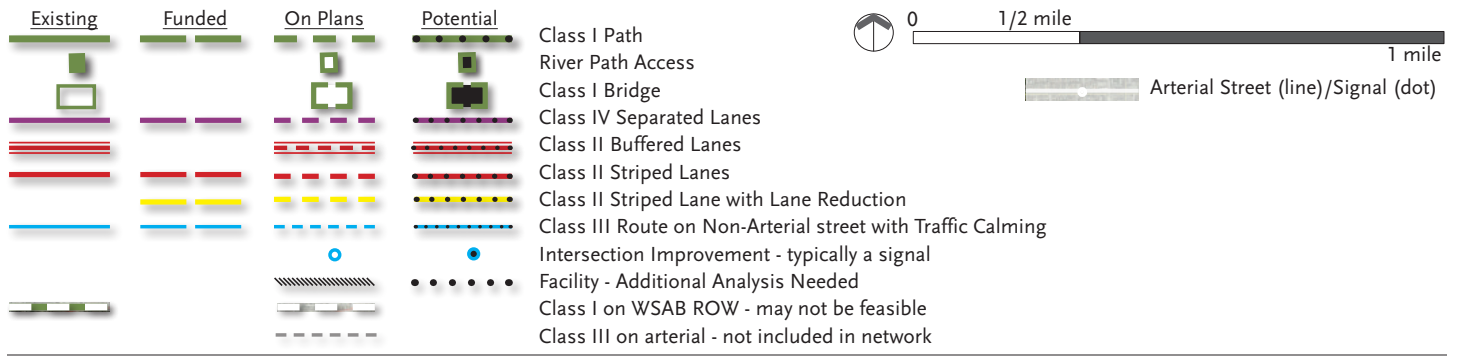 Existing Funded On Plans Potential
Class I Path
River Path Access
Class I Bridge
Class IV Separated Lanes
Class II Buffered Lanes
Class II Striped Lanes
Class II Striped Lane with Lane Reduction
Class III Route on Non-Arterial street with Traffic Calming
Intersection Improvement - typically a signal
Facility - Additional Analysis Needed
Class I on WSAB ROW - may not be feasible
Class III on arterial - not included in network
0 1/2 mile
1 mile
Arterial Street (line)/Signal (dot)